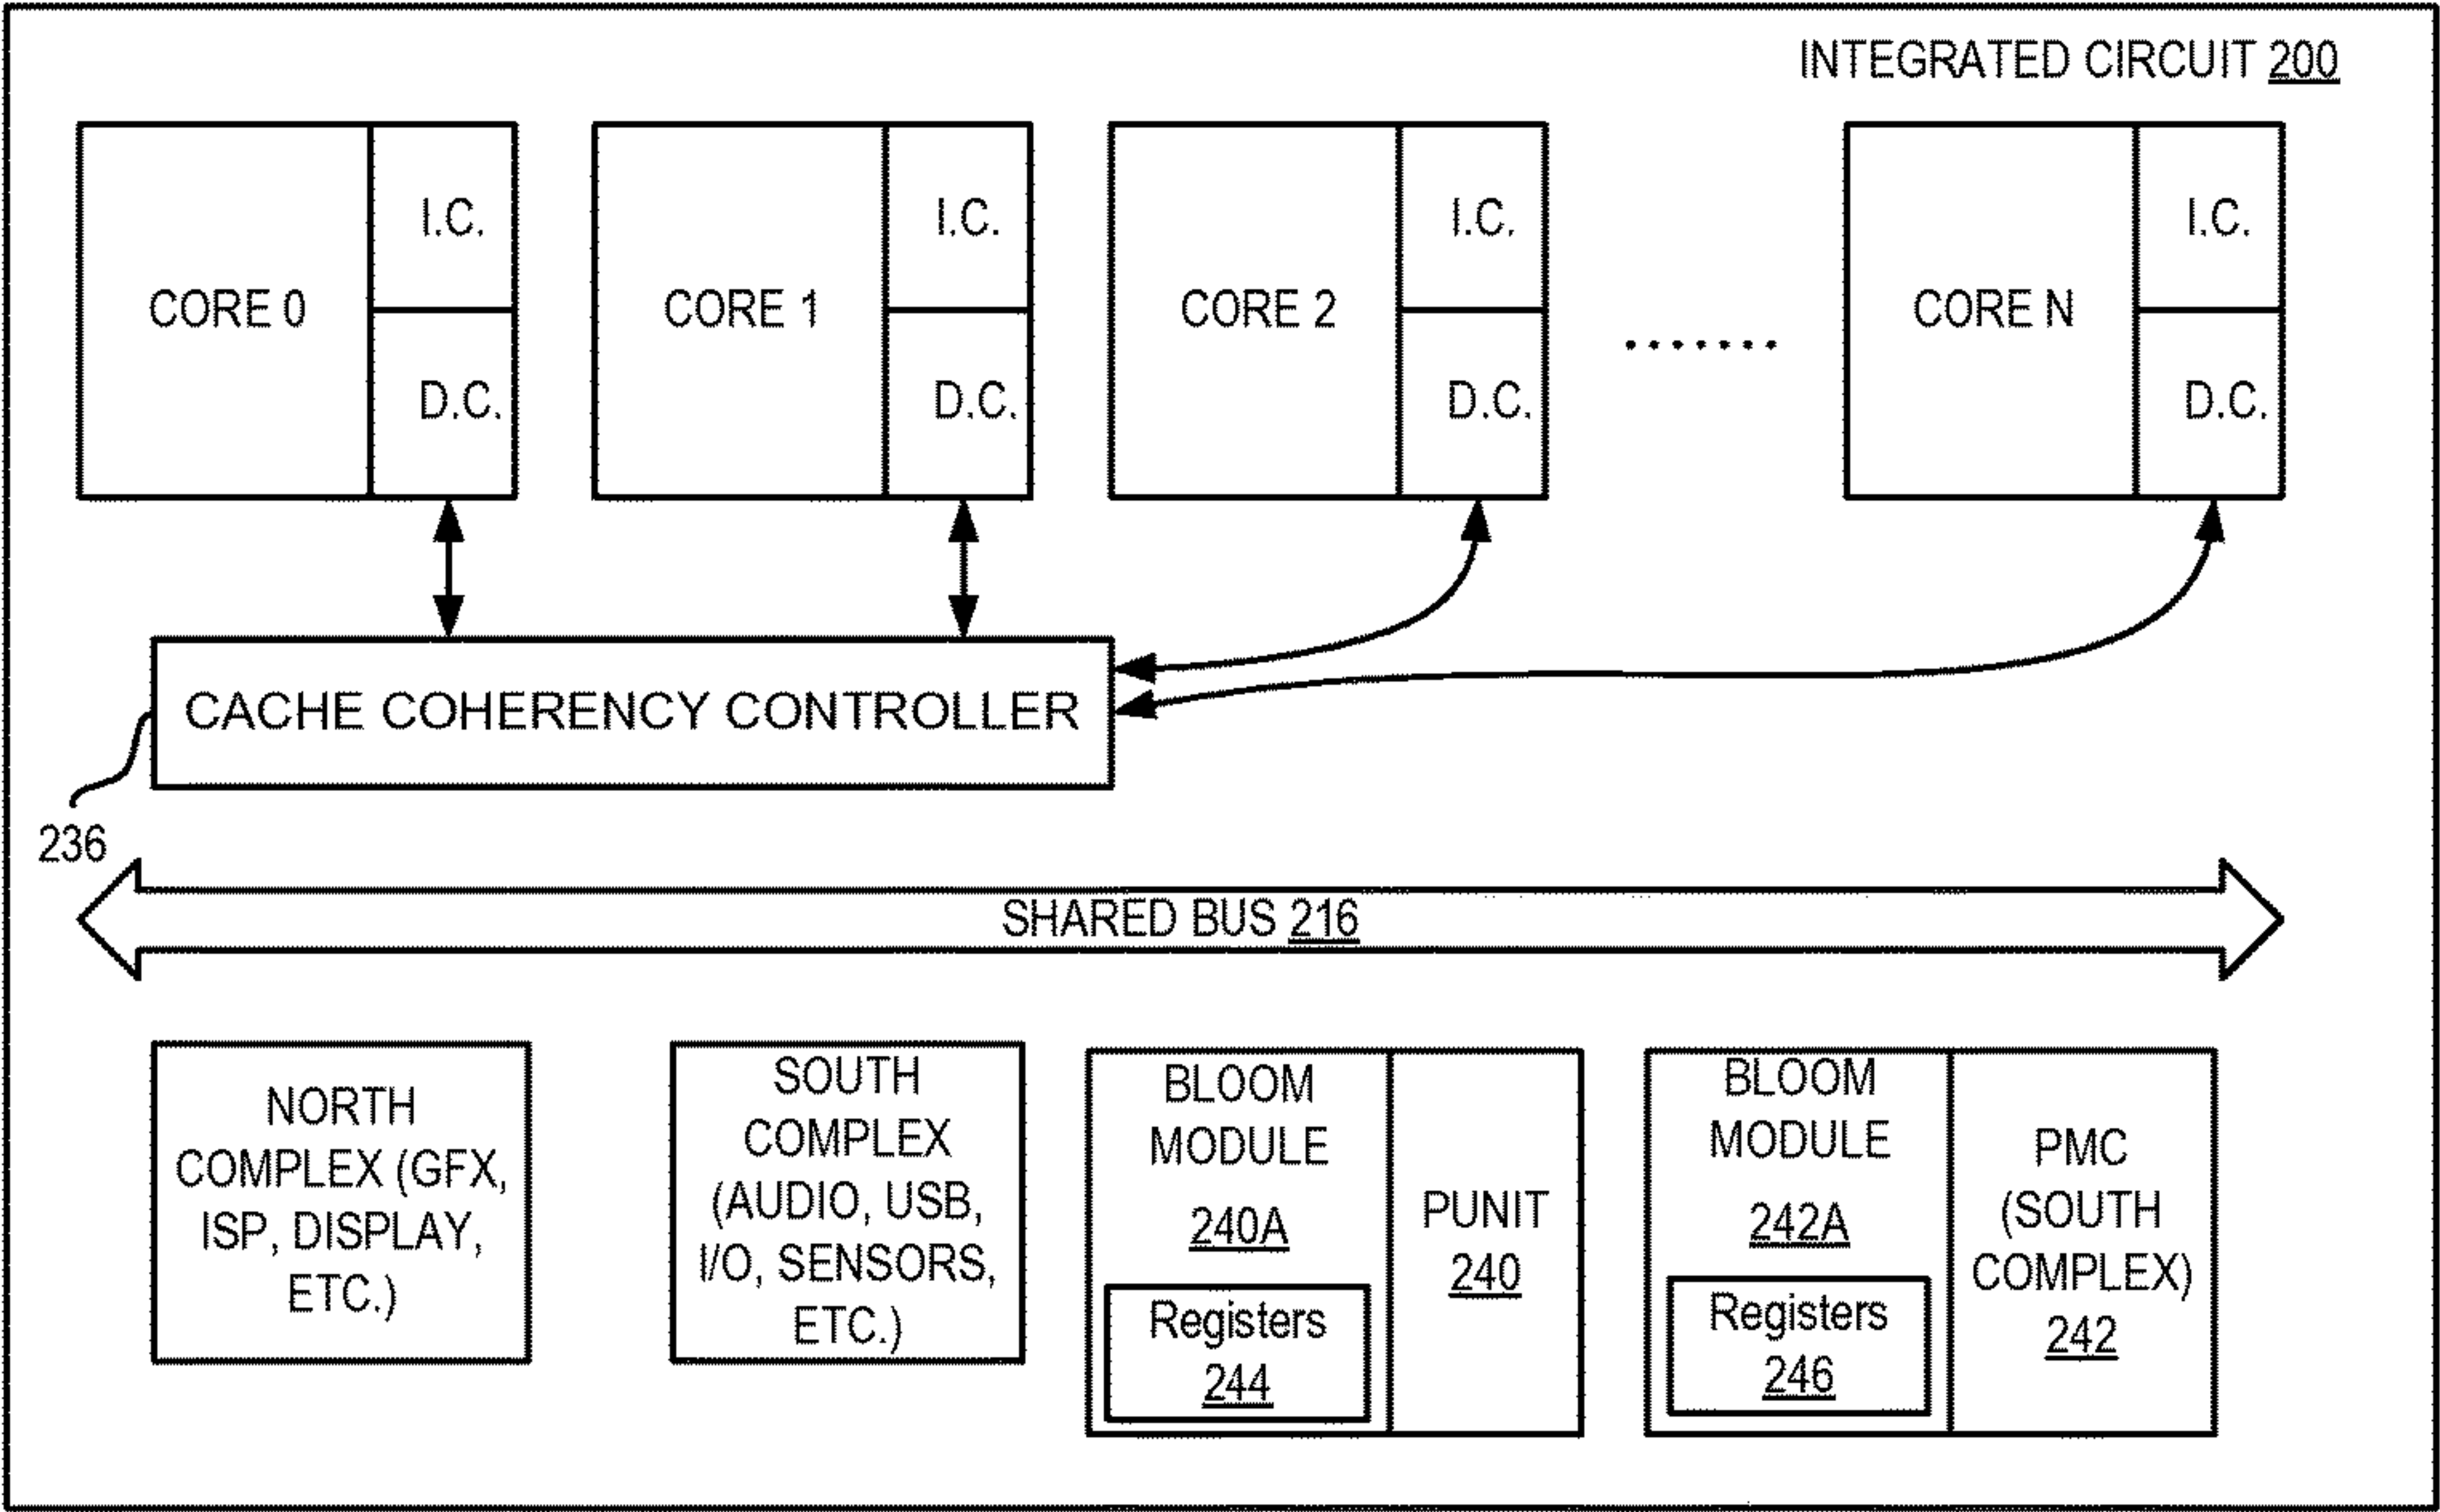 INTEGRATED CIRCUIT 200
CORE 0
I.C.
D.C.
CORE 1
I.C.
D.C.
CORE 2
I.C.
D.C.
.......
CORE N
I.C.
D.C.
CACHE COHERENCY CONTROLLER
236
SHARED BUS 216
NORTH
COMPLEX (GFX,
ISP, DISPLAY,
ETC.)
SOUTH
COMPLEX
(AUDIO, USB,
I/O, SENSORS,
ETC.)
BLOOM
MODULE
240A
Registers
244
PUNIT
240
BLOOM
MODULE
242A
Registers
246
PMC
(SOUTH
COMPLEX)
242